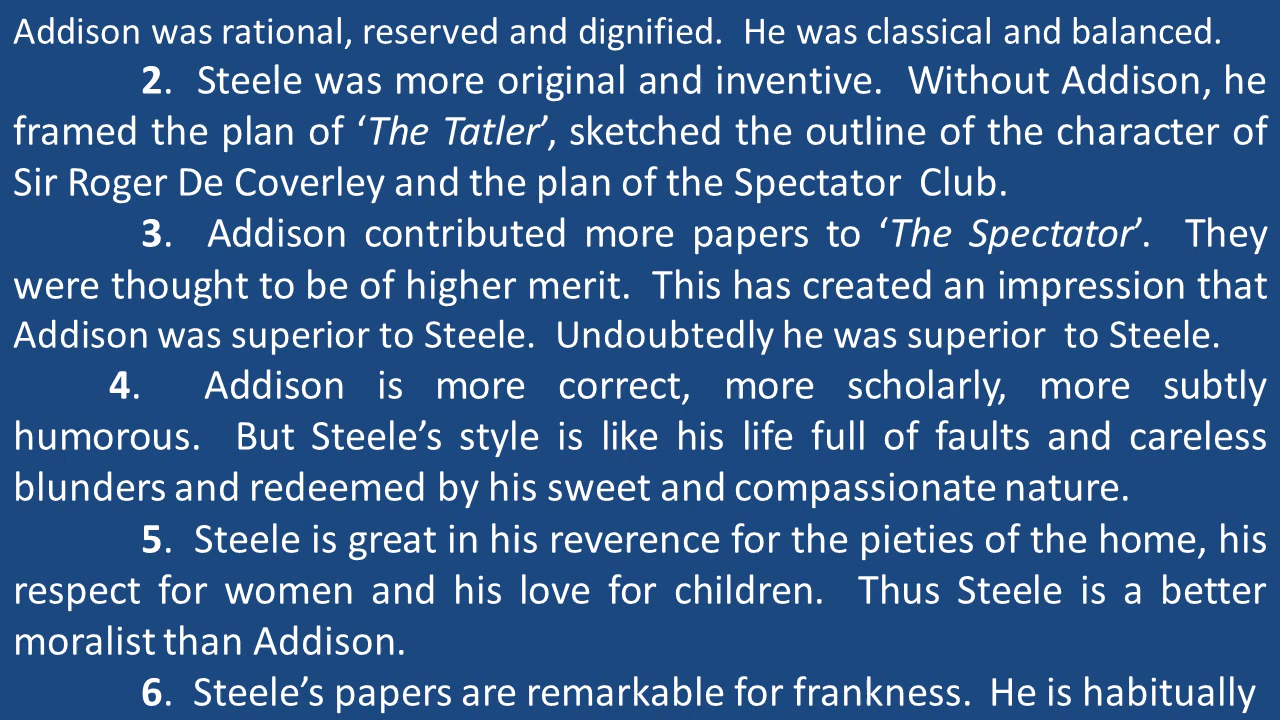 Addison was rational, reserved and dignified. He was classical and balanced.
2. Steele was more original and inventive. Without Addison, he
framed the plan of ‘The Tatler’, sketched the outline of the character of
Sir Roger De Coverley and the plan of the Spectator Club.
3. Addison contributed more papers to ‘The Spectator’. They
were thought to be of higher merit. This has created an impression that
Addison was superior to Steele. Undoubtedly he was superior to Steele.
4. Addison is more correct, more scholarly, more subtly
humorous. But Steele’s style is like his life full of faults and careless
blunders and redeemed by his sweet and compassionate nature.
5. Steele is great in his reverence for the pieties of the home, his
respect for women and his love for children. Thus Steele is a better
moralist than Addison.
6. Steele’s papers are remarkable for frankness. He is habitually